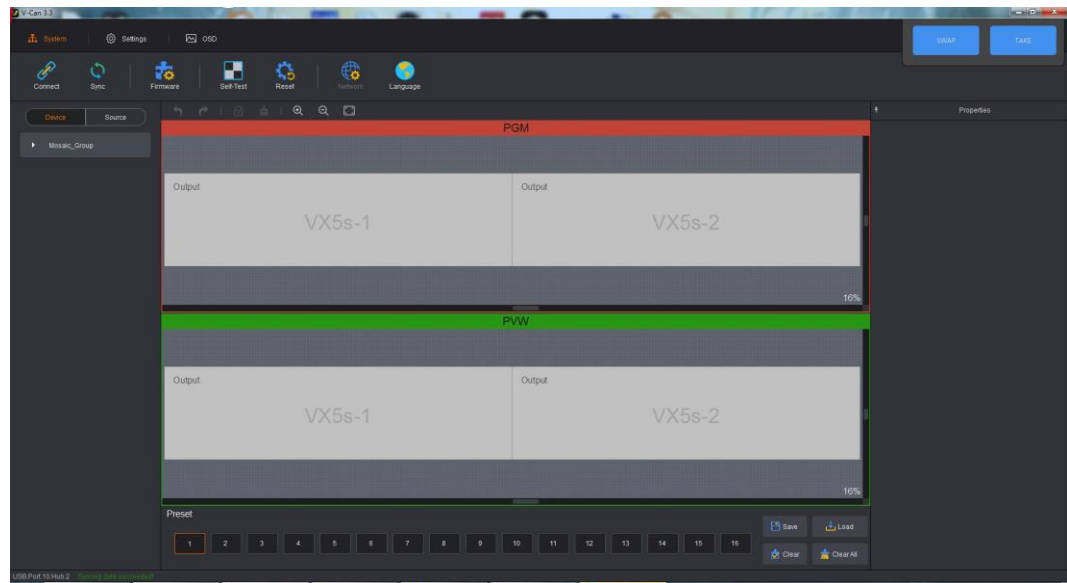 V-Can 3.3
System Settings OSD
SWAP TAKE
Connect Sync Firmware Self-Test Reset Network Language
Device Source
Properties
Mosaic_Group
PGM
Output Output
VX5s-1 VX5s-2
16%
PVW
Output Output
VX5s-1 VX5s-2
16%
Preset
1 2 3 4 5 6 7 8 9 10 11 12 13 14 15 16
Save Load
Clear Clear All
USB:Port 10.Hub 2 Syncing data succeeded!